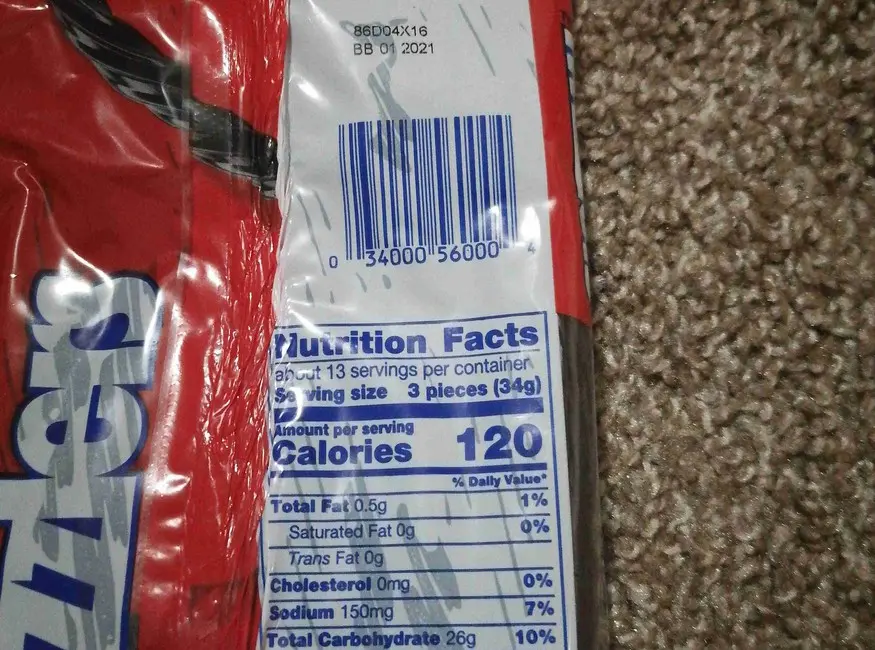 86D04X16
BB 01 2021
0 34000 56000 4
Nutrition Facts
about 13 servings per container
Serving size 3 pieces (34g)
Amount per serving
Calories 120
% Daily Value*
Total Fat 0.5g 1%
Saturated Fat 0g 0%
Trans Fat 0g
Cholesterol 0mg 0%
Sodium 150mg 7%
Total Carbohydrate 26g 10%